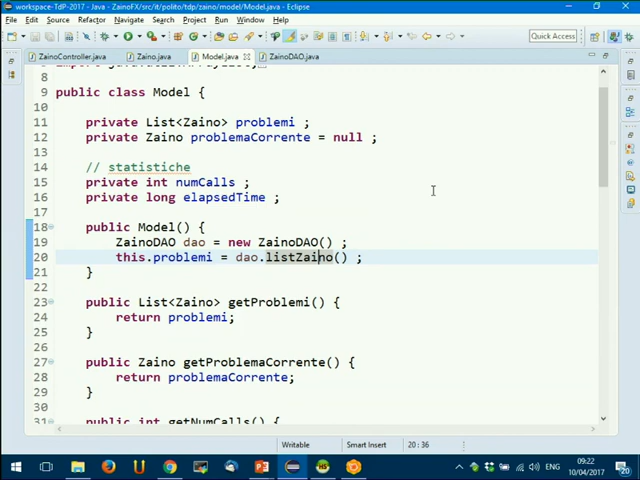 workspace-TdP-2017 - Java - ZainoFX/src/it/polito/tdp/zaino/model/Model.java - Eclipse
File Edit Source Refactor Navigate Search Project Run Window Help
Quick Access
ZainoController.java Zaino.java Model.java ZainoDAO.java
8
9 public class Model {
10
11 private List<Zaino> problemi ;
12 private Zaino problemaCorrente = null ;
13
14 // statistiche
15 private int numCalls ;
16 private long elapsedTime ;
17
18 public Model() {
19 ZainoDAO dao = new ZainoDAO() ;
20 this.problemi = dao.listZaino() ;
21 }
22
23 public List<Zaino> getProblemi() {
24 return problemi;
25 }
26
27 public Zaino getProblemaCorrente() {
28 return problemaCorrente;
29 }
30
31 public int getNumCalls() {
Writable Smart Insert 20 : 36
ENG 09:22
10/04/2017